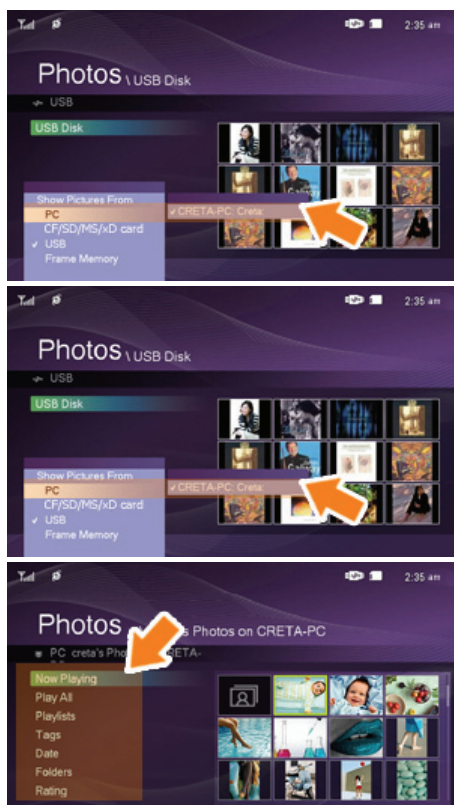 2:35 am
Photos \ USB Disk
USB
USB Disk
Show Pictures From
PC
✓ CRETA-PC: Creta:
CF/SD/MS/xD card
✓ USB
Frame Memory
2:35 am
Photos \ USB Disk
USB
USB Disk
Show Pictures From
PC
✓ CRETA-PC: Creta:
CF/SD/MS/xD card
✓ USB
Frame Memory
2:35 am
Photos s Photos on CRETA-PC
PC creta's Pho RETA-
Now Playing
Play All
Playlists
Tags
Date
Folders
Rating